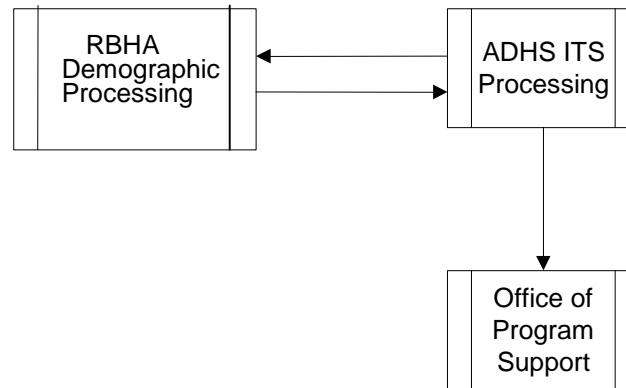 RBHA
Demographic
Processing
ADHS ITS
Processing
Office of
Program
Support